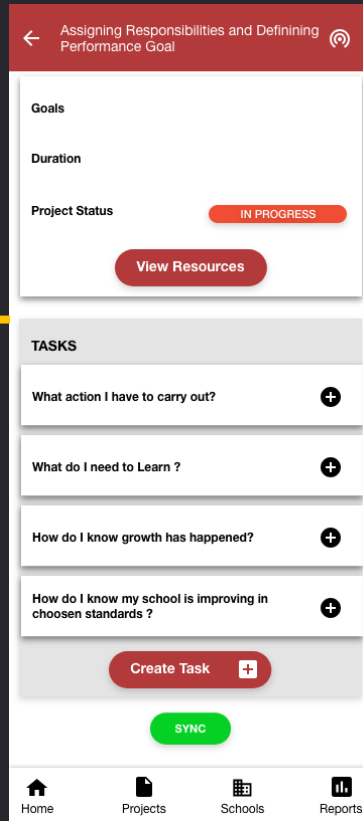 Assigning Responsibilities and Definining
Performance Goal
Goals
Duration
Project Status
IN PROGRESS
View Resources
TASKS
What action I have to carry out?
What do I need to Learn ?
How do I know growth has happened?
How do I know my school is improving in
choosen standards ?
Create Task
SYNC
Home
Projects
Schools
Reports